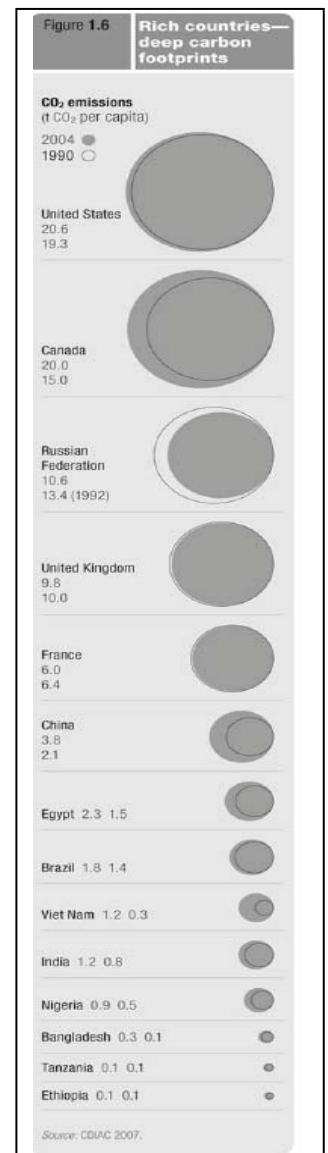 Figure 1.6
Rich countries—
deep carbon
footprints
CO₂ emissions
(t CO₂ per capita)
2004
1990
United States
20.6
19.3
Canada
20.0
15.0
Russian
Federation
10.6
13.4 (1992)
United Kingdom
9.8
10.0
France
6.0
6.4
China
3.8
2.1
Egypt 2.3 1.5
Brazil 1.8 1.4
Viet Nam 1.2 0.3
India 1.2 0.8
Nigeria 0.9 0.5
Bangladesh 0.3 0.1
Tanzania 0.1 0.1
Ethiopia 0.1 0.1
Source: CDIAC 2007.